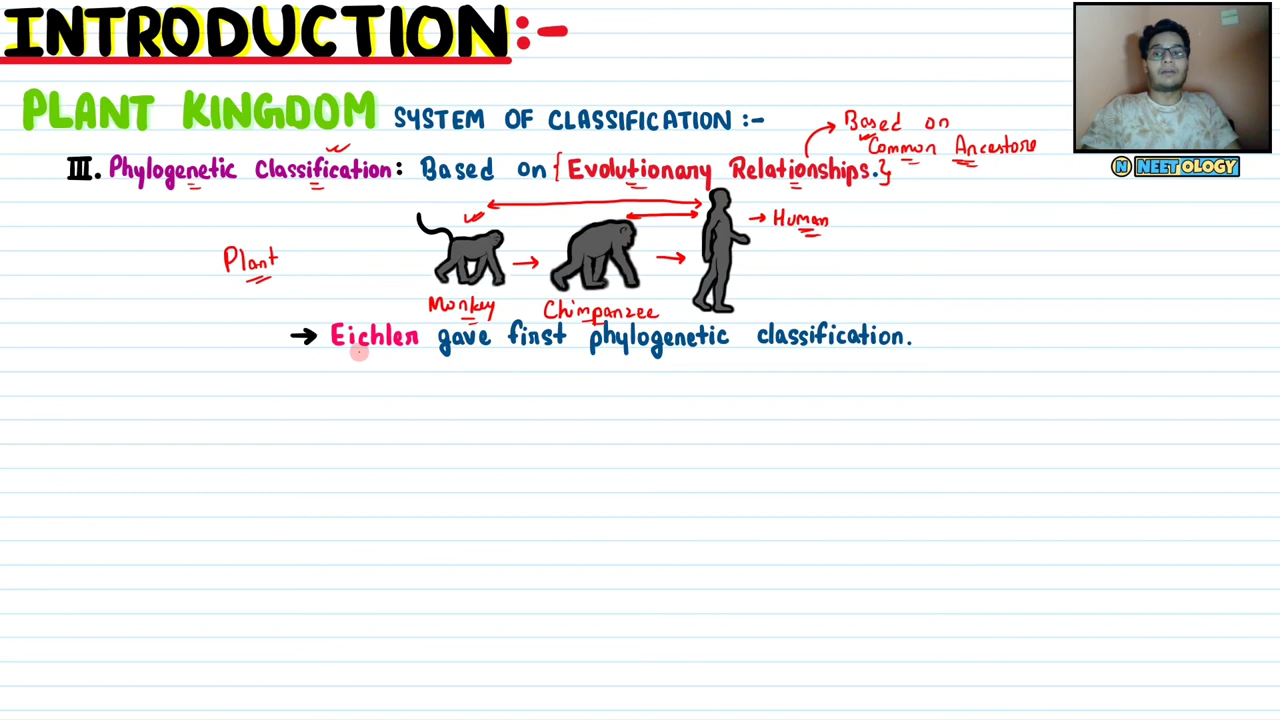 INTRODUCTION:-
PLANT KINGDOM SYSTEM OF CLASSIFICATION :-
Based on
Common Ancestore
III. Phylogenetic Classification: Based on {Evolutionary Relationships.}
N NEETOLOGY
→ Human
Plant
Monkey
Chimpanzee
→ Eichler gave first phylogenetic classification.